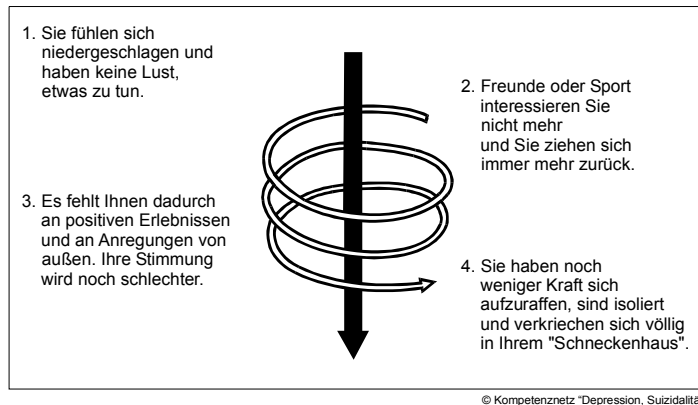 1. Sie fühlen sich
niedergeschlagen und
haben keine Lust,
etwas zu tun.
2. Freunde oder Sport
interessieren Sie
nicht mehr
und Sie ziehen sich
immer mehr zurück.
3. Es fehlt Ihnen dadurch
an positiven Erlebnissen
und an Anregungen von
außen. Ihre Stimmung
wird noch schlechter.
4. Sie haben noch
weniger Kraft sich
aufzuraffen, sind isoliert
und verkriechen sich völlig
in Ihrem "Schneckenhaus".
© Kompetenznetz "Depression, Suizidalitä